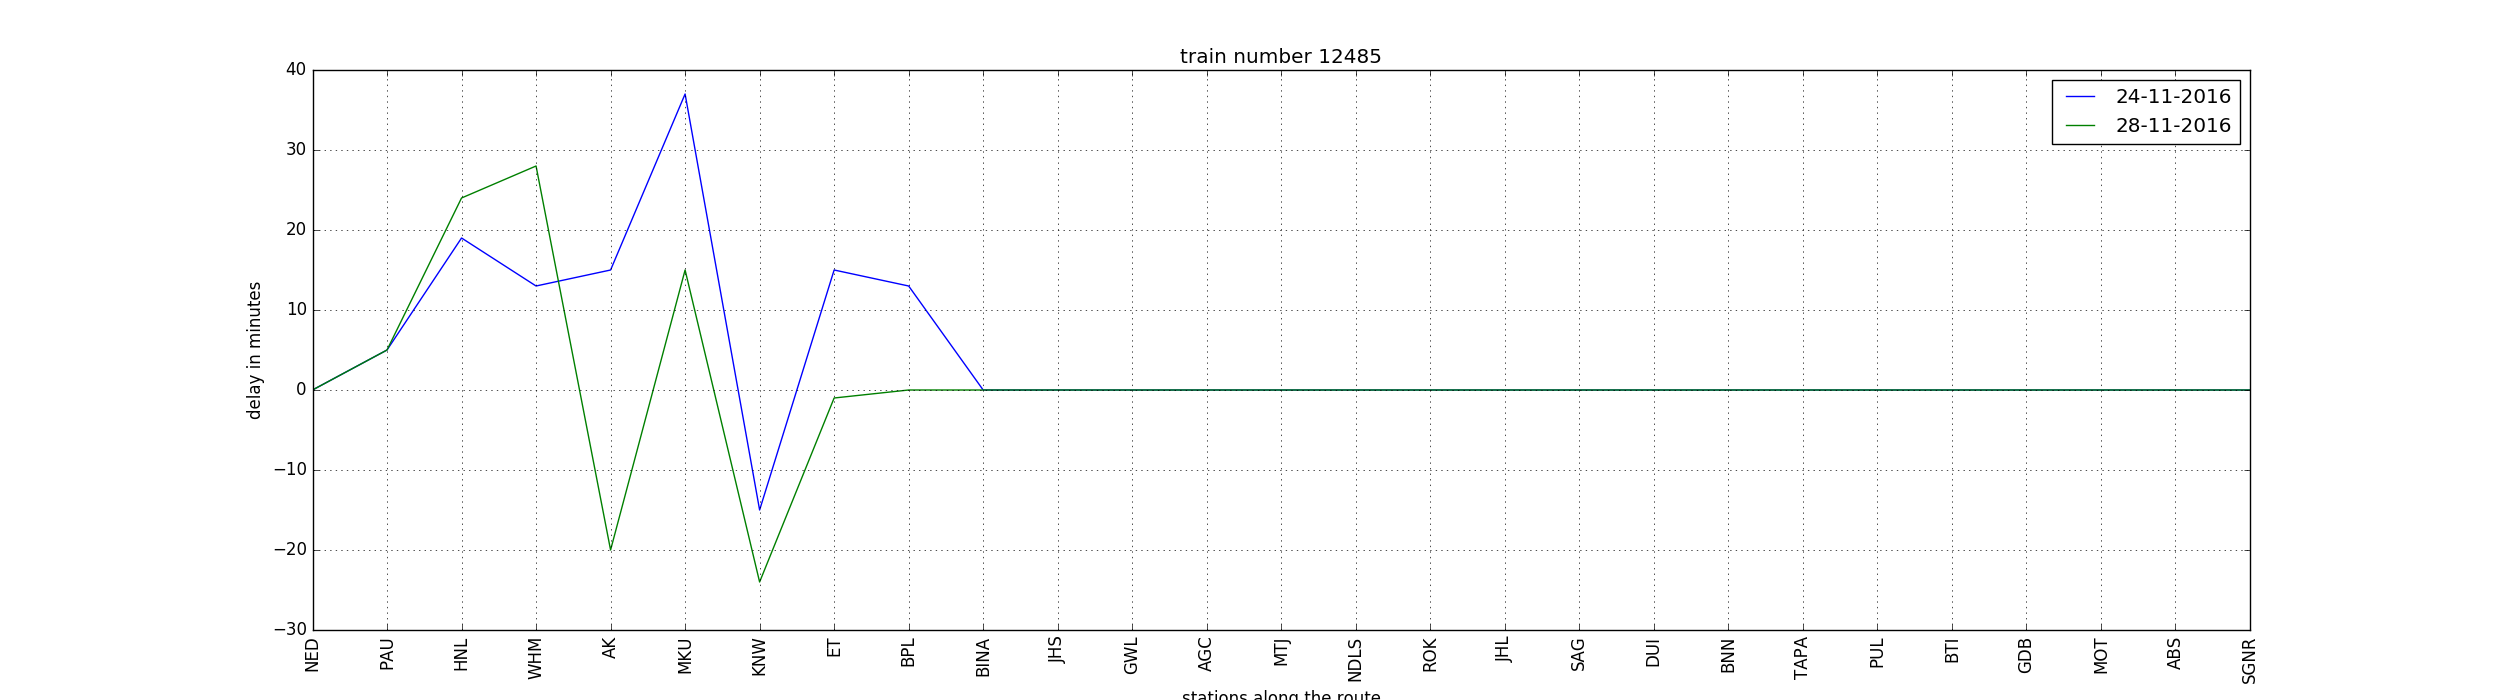 train number 12485
40
30
20
10
0
−10
−20
−30
delay in minutes
24-11-2016
28-11-2016
NED
PAU
HNL
WHM
AK
MKU
KNW
ET
BPL
BINA
JHS
GWL
AGC
MTJ
NDLS
ROK
JHL
SAG
DUI
BNN
TAPA
PUL
BTI
GDB
MOT
ABS
SGNR
stations along the route